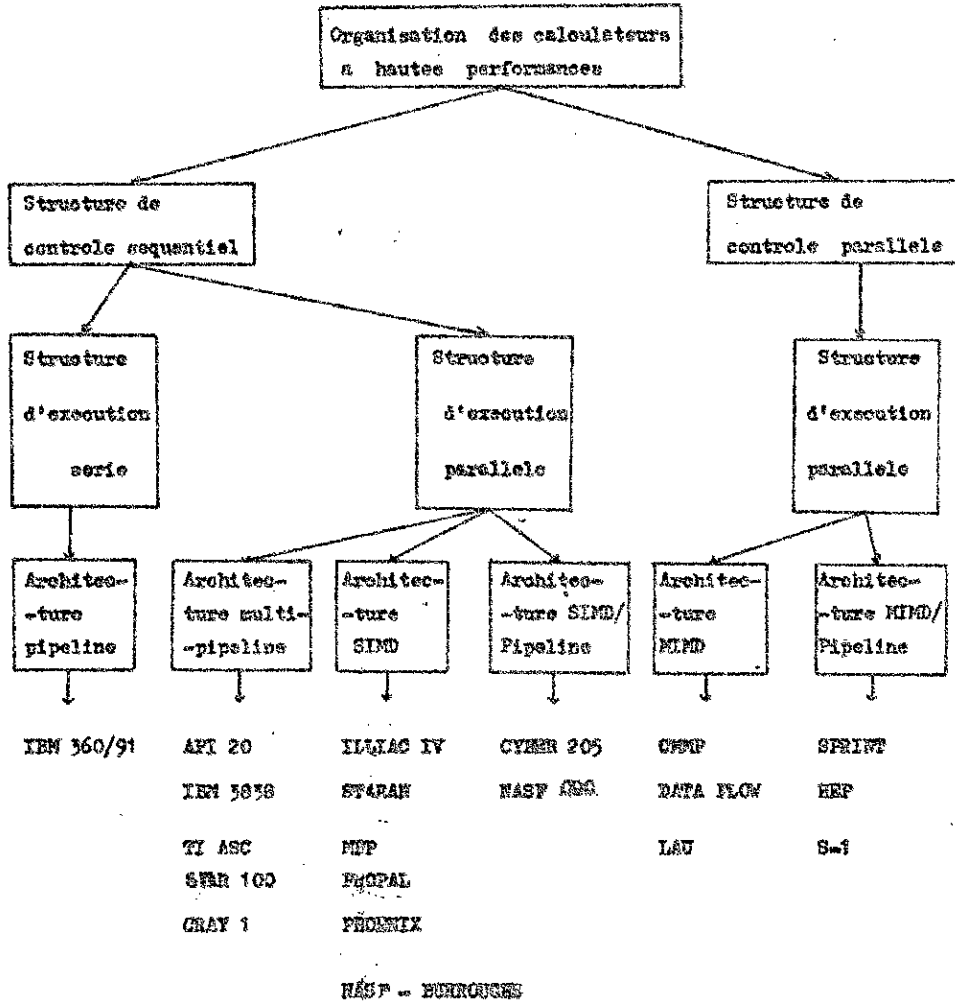 Organisation des calculateurs
a hautes performances
Structure de
controle sequentiel
Structure de
controle parallele
Structure
d'execution
serie
Structure
d'execution
parallele
Structure
d'execution
parallele
Architec-
-ture
pipeline
Architec-
ture multi-
-pipeline
Architec-
-ture
SIMD
Architec-
-ture SIMD/
Pipeline
Architec-
-ture
MIMD
Architec-
-ture MIMD/
Pipeline
IBM 360/91
API 20
IBM 3838
TI ASC
STAR 100
CRAY 1
ILLIAC IV
STARAN
MPP
PROPAL
PHOENIX
NASF - BURROUGHS
CYBER 205
NASF CDC
CMMP
DATA FLOW
LAU
SPRINT
HEP
S-1